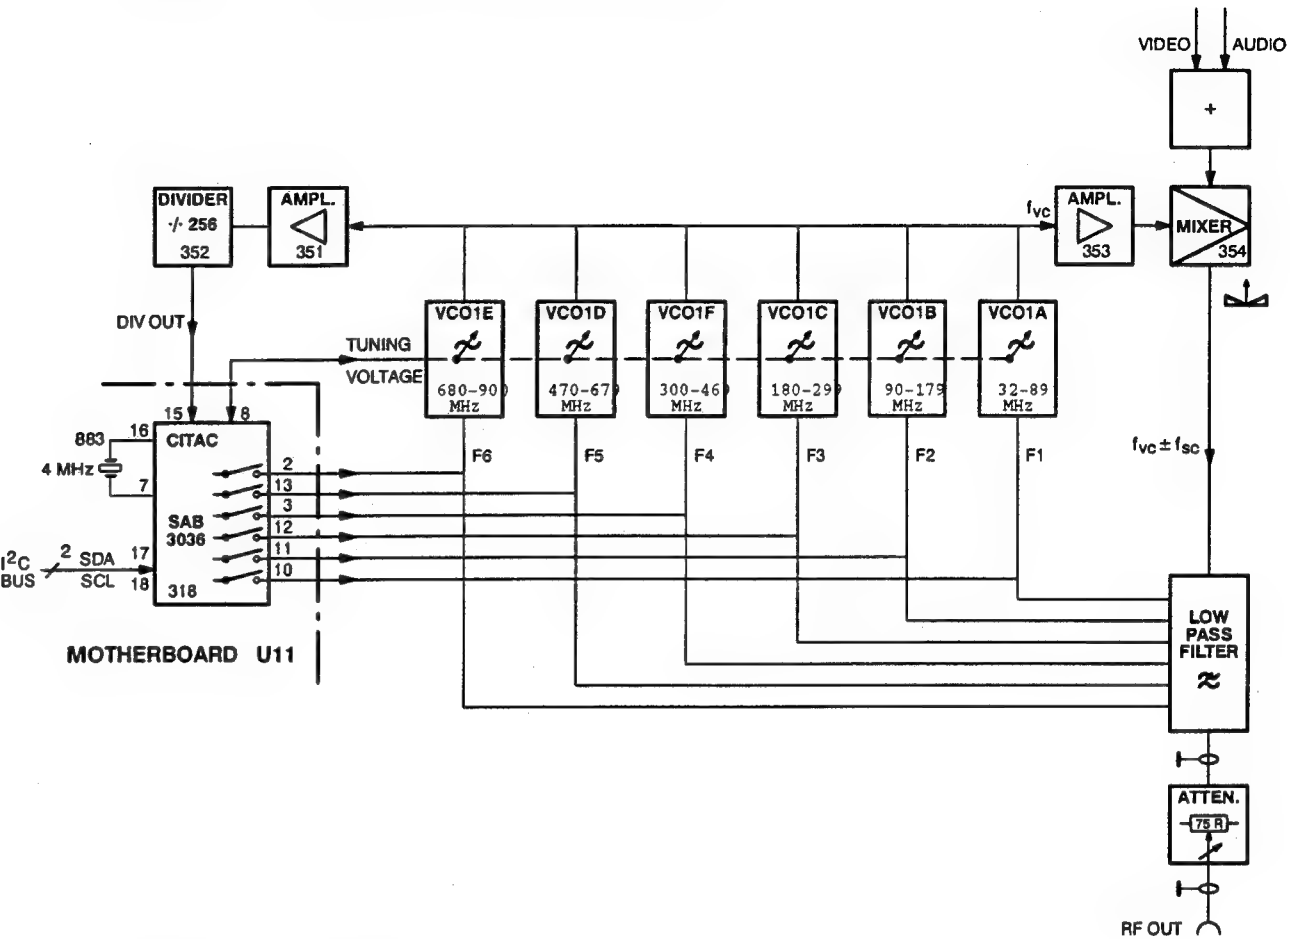 VIDEO
AUDIO
+
DIVIDER
-/- 256
352
AMPL.
351
fvc
AMPL.
353
MIXER
354
DIV OUT
TUNING
VOLTAGE
VCO1E
680-900
MHz
VCO1D
470-679
MHz
VCO1F
300-469
MHz
VCO1C
180-299
MHz
VCO1B
90-179
MHz
VCO1A
32-89
MHz
15
8
883
4 MHz
16
7
CITAC
SAB
3036
318
2
13
3
12
11
10
F6
F5
F4
F3
F2
F1
fvc ± fsc
I²C
BUS
2
SDA
SCL
17
18
MOTHERBOARD U11
LOW
PASS
FILTER
ATTEN.
75 R
RF OUT